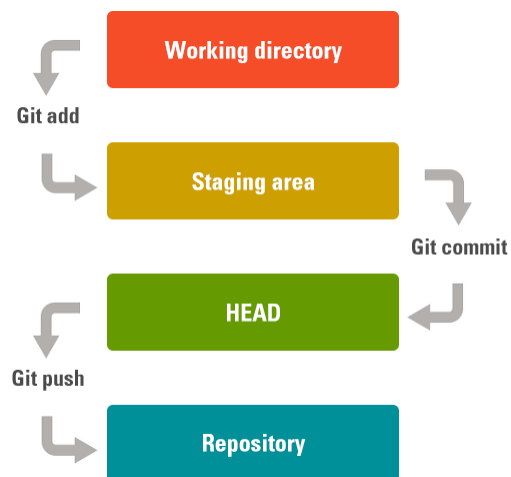 Working directory
Git add
Staging area
Git commit
HEAD
Git push
Repository